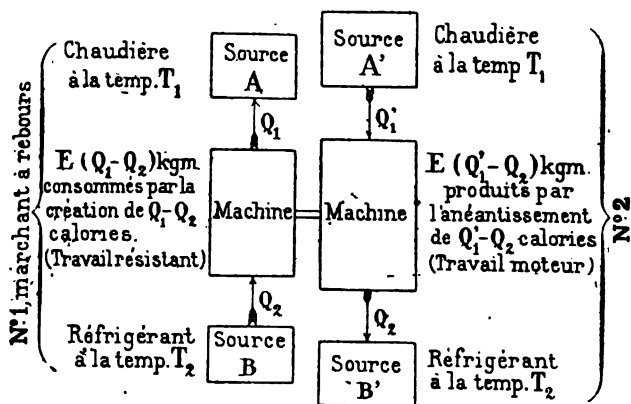 Nº1, marchant à rebours
Chaudière
à la temp. T₁
Source
A
Q₁
E (Q₁-Q₂) kgm.
consommés par la
création de Q₁-Q₂
calories.
(Travail résistant)
Machine
Q₂
Réfrigérant
à la temp. T₂
Source
B
Source
A'
Chaudière
à la temp T₁
Q'₁
Machine
E (Q'₁-Q₂) kgm.
produits par
l'anéantissement
de Q'₁-Q₂ calories
(Travail moteur)
Q₂
Source
B'
Réfrigérant
à la temp. T₂
Nº2